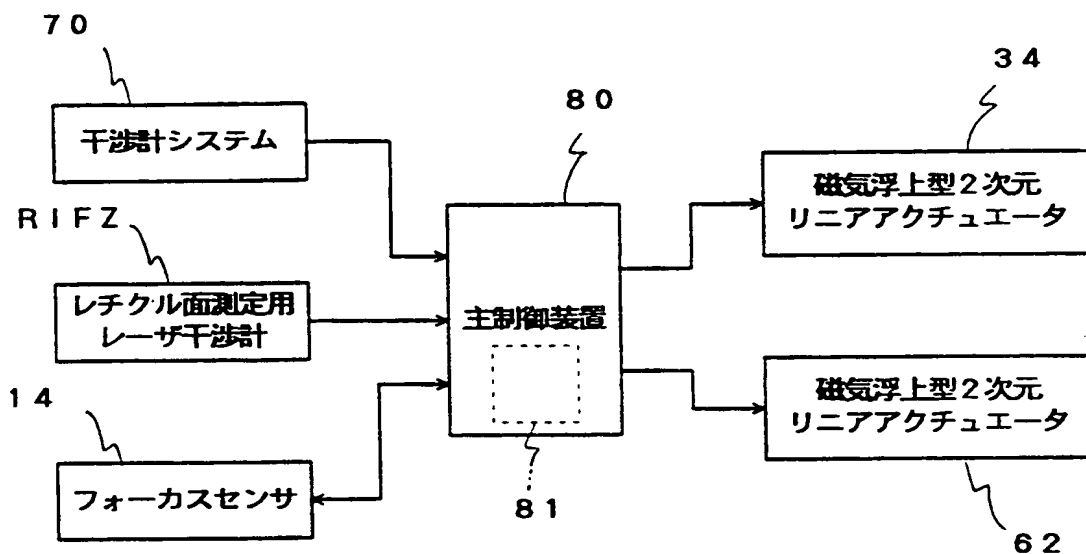 70
干渉計システム
RIFZ
レチクル面測定用
レーザ干渉計
14
フォーカスセンサ
80
主制御装置
81
34
磁気浮上型2次元
リニアアクチュエータ
磁気浮上型2次元
リニアアクチュエータ
62